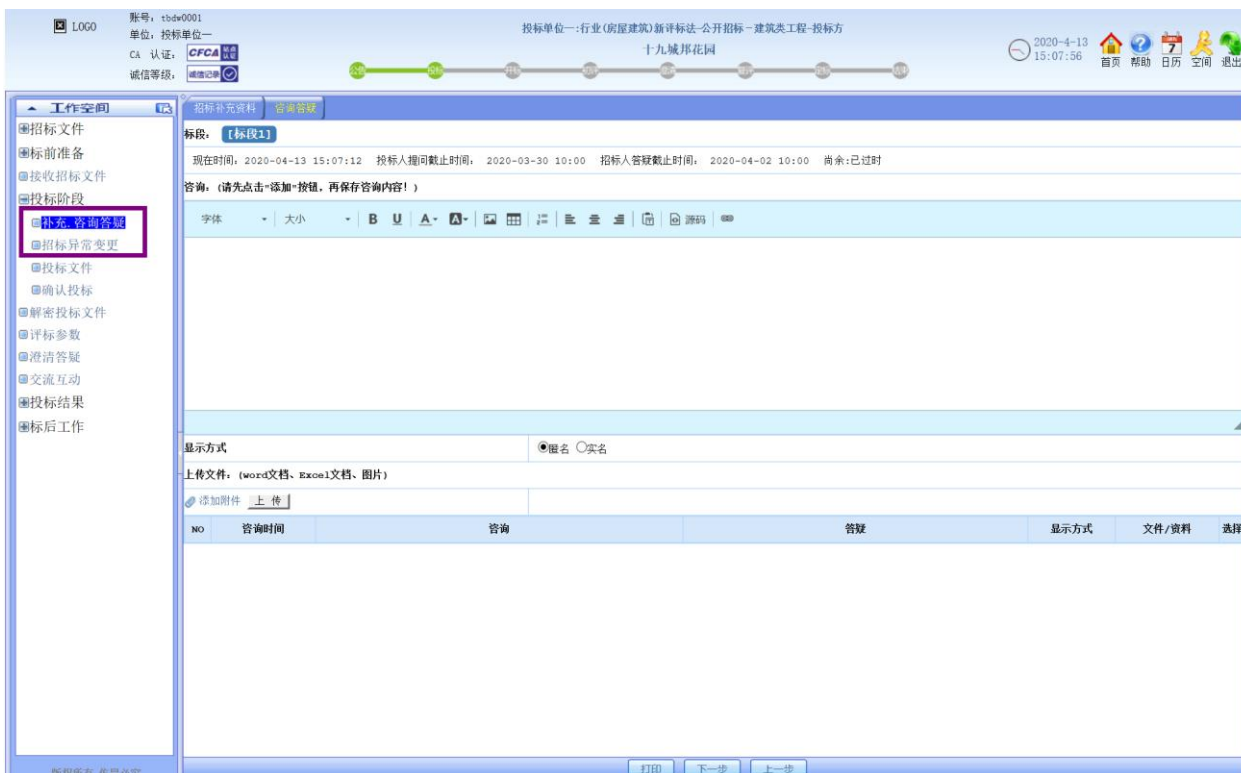 LOGO
账号: tbdw0001
单位: 投标单位一
CA 认证: CFCA
诚信等级: 诚信记录
投标单位一:行业(房屋建筑)新评标法-公开招标-建筑类工程-投标方
十九城邦花园
公告 投标
2020-4-13
15:07:56
首页 帮助 日历 空间 退出
工作空间
招标文件
标前准备
接收招标文件
投标阶段
补充.咨询答疑
招标异常变更
投标文件
确认投标
解密投标文件
评标参数
澄清答疑
交流互动
投标结果
标后工作
招标补充资料 咨询答疑
标段: [标段1]
现在时间: 2020-04-13 15:07:12 投标人提问截止时间: 2020-03-30 10:00 招标人答疑截止时间: 2020-04-02 10:00 尚余:已过时
咨询: (请先点击"添加"按钮, 再保存咨询内容! )
字体 大小 B U A A 源码
显示方式 匿名 实名
上传文件: (word文档、Excel文档、图片)
添加附件 上 传
NO 咨询时间 咨询 答疑 显示方式 文件/资料 选择
打印 下一步 上一步